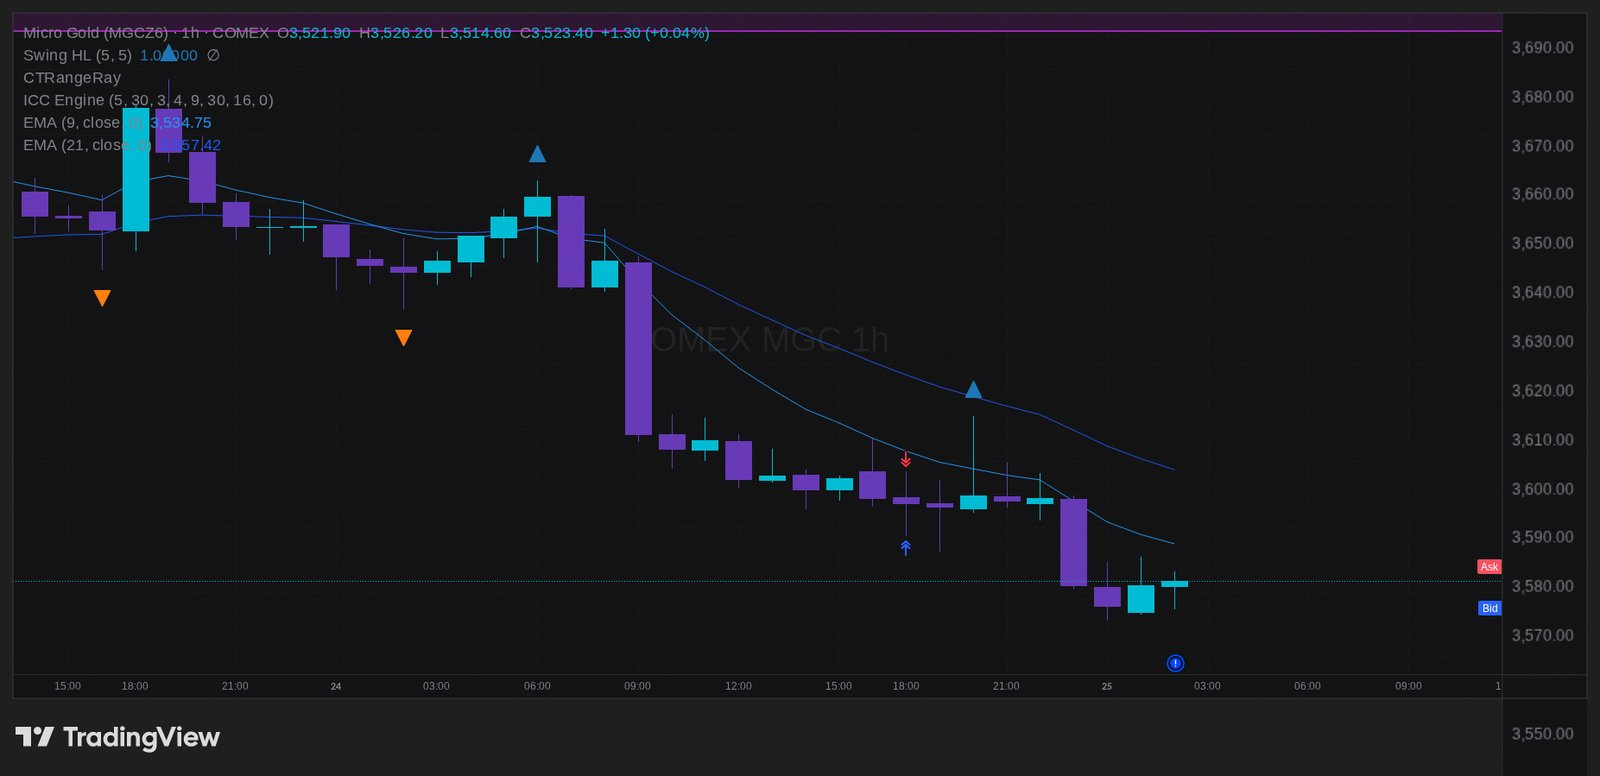 Micro Gold (MGCZ6) · 1h · COMEX O3,521.90 H3,526.20 L3,514.60 C3,523.40 +1.30 (+0.04%)
Swing HL (5, 5) ∅
CTRangeRay
ICC Engine (5, 30, 3, 4, 9, 30, 16, 0)
EMA (9, close, 0) 3,534.75
EMA (21, close, 0)
OMEX MGC 1h
3,690.00
3,680.00
3,670.00
3,660.00
3,650.00
3,640.00
3,630.00
3,620.00
3,610.00
3,600.00
3,590.00
Ask
3,580.00
Bid
3,570.00
3,550.00
15:00 18:00 21:00 24 03:00 06:00 09:00 12:00 15:00 18:00 21:00 25 03:00 06:00 09:00 1
TradingView